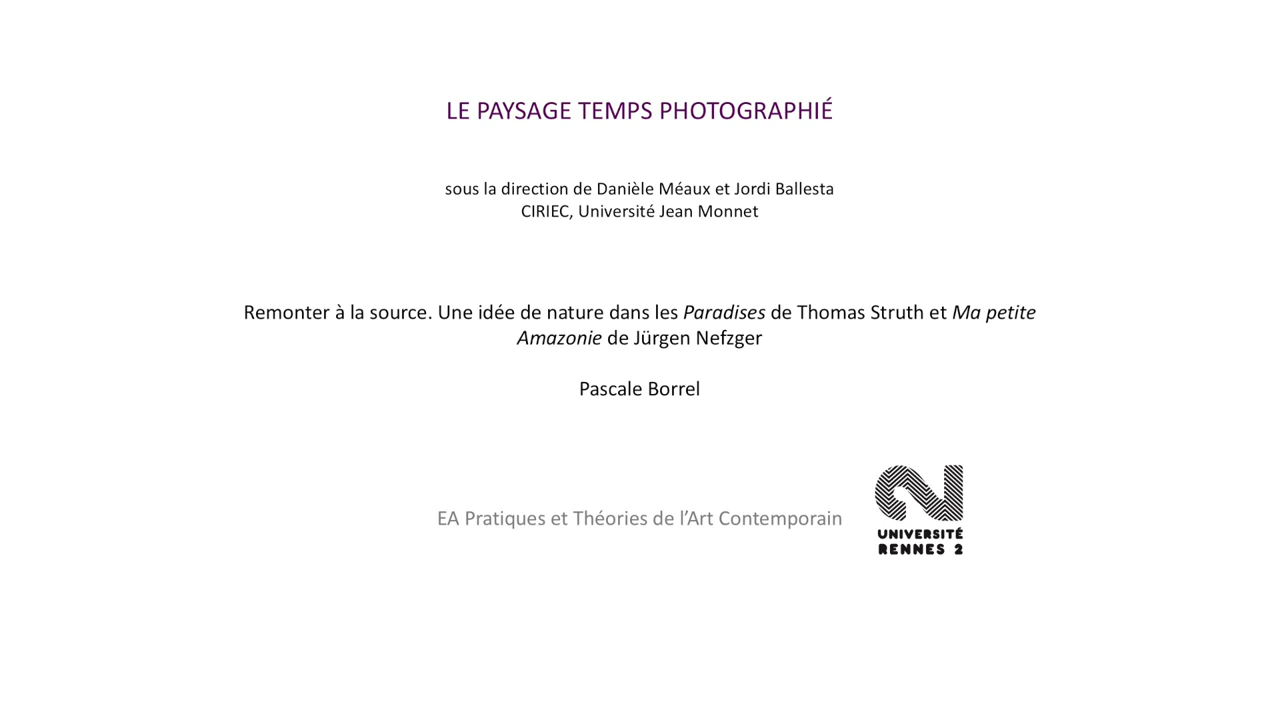 LE PAYSAGE TEMPS PHOTOGRAPHIÉ
sous la direction de Danièle Méaux et Jordi Ballesta
CIRIEC, Université Jean Monnet
Remonter à la source. Une idée de nature dans les Paradises de Thomas Struth et Ma petite
Amazonie de Jürgen Nefzger
Pascale Borrel
EA Pratiques et Théories de l’Art Contemporain
UNIVERSITÉ
RENNES 2